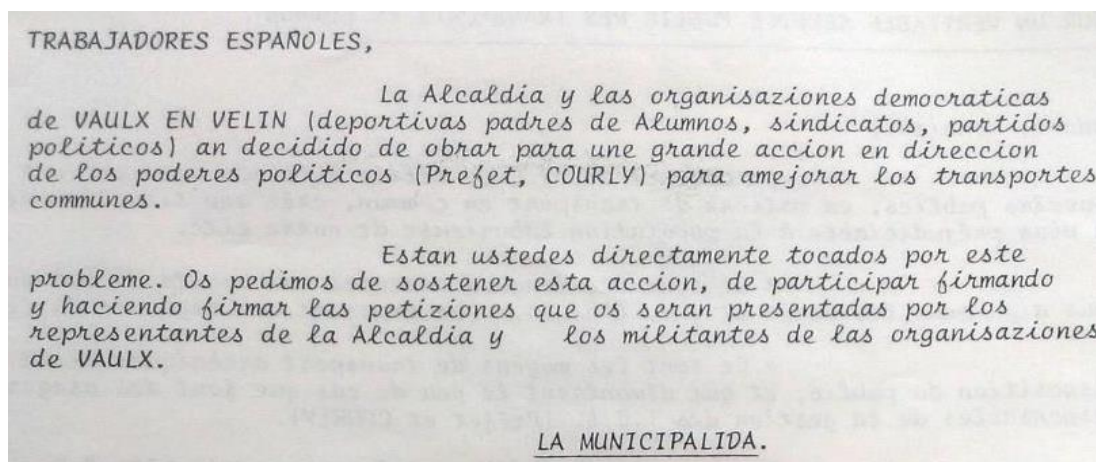 TRABAJADORES ESPAÑOLES,
La Alcaldia y las organisaziones democraticas
de VAULX EN VELIN (deportivas padres de Alumnos, sindicatos, partidos
politicos) an decidido de obrar para une grande accion en direccion
de los poderes politicos (Prefet, COURLY) para amejorar los transportes
communes.
Estan ustedes directamente tocados por este
probleme. Os pedimos de sostener esta accion, de participar firmando
y haciendo firmar las petiziones que os seran presentadas por los
representantes de la Alcaldia y los militantes de las organisaziones
de VAULX.
LA MUNICIPALIDA.